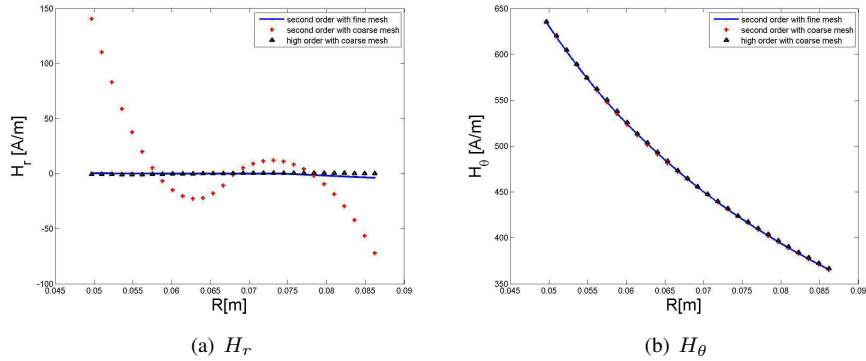 second order with fine mesh
second order with coarse mesh
high order with coarse mesh
150
100
50
0
-50
-100
H_r [A/m]
0.045 0.05 0.055 0.06 0.065 0.07 0.075 0.08 0.085 0.09
R[m]
(a) H_r
second order with fine mesh
second order with coarse mesh
high order with coarse mesh
650
600
550
500
450
400
350
H_θ [A/m]
0.045 0.05 0.055 0.06 0.065 0.07 0.075 0.08 0.085 0.09
R[m]
(b) H_θ